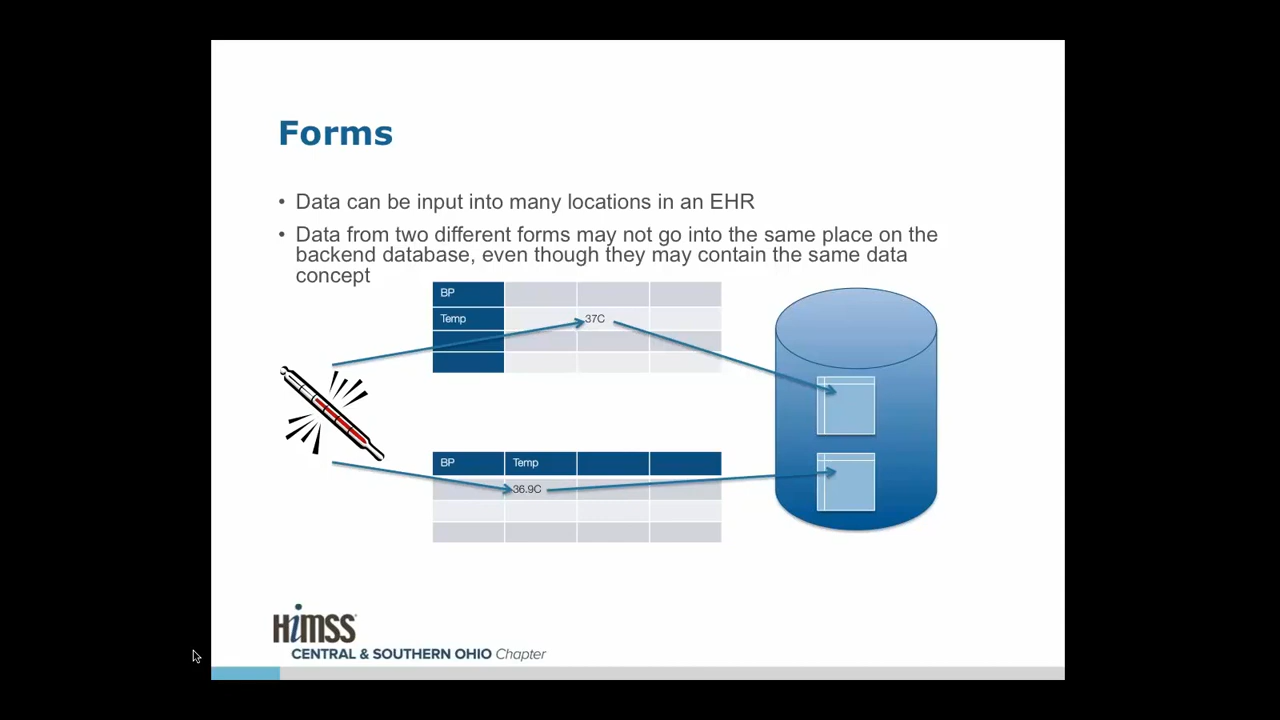 Forms
• Data can be input into many locations in an EHR
• Data from two different forms may not go into the same place on the
backend database, even though they may contain the same data
concept
BP
Temp 37C
BP Temp
36.9C
HiMSS
CENTRAL & SOUTHERN OHIO Chapter